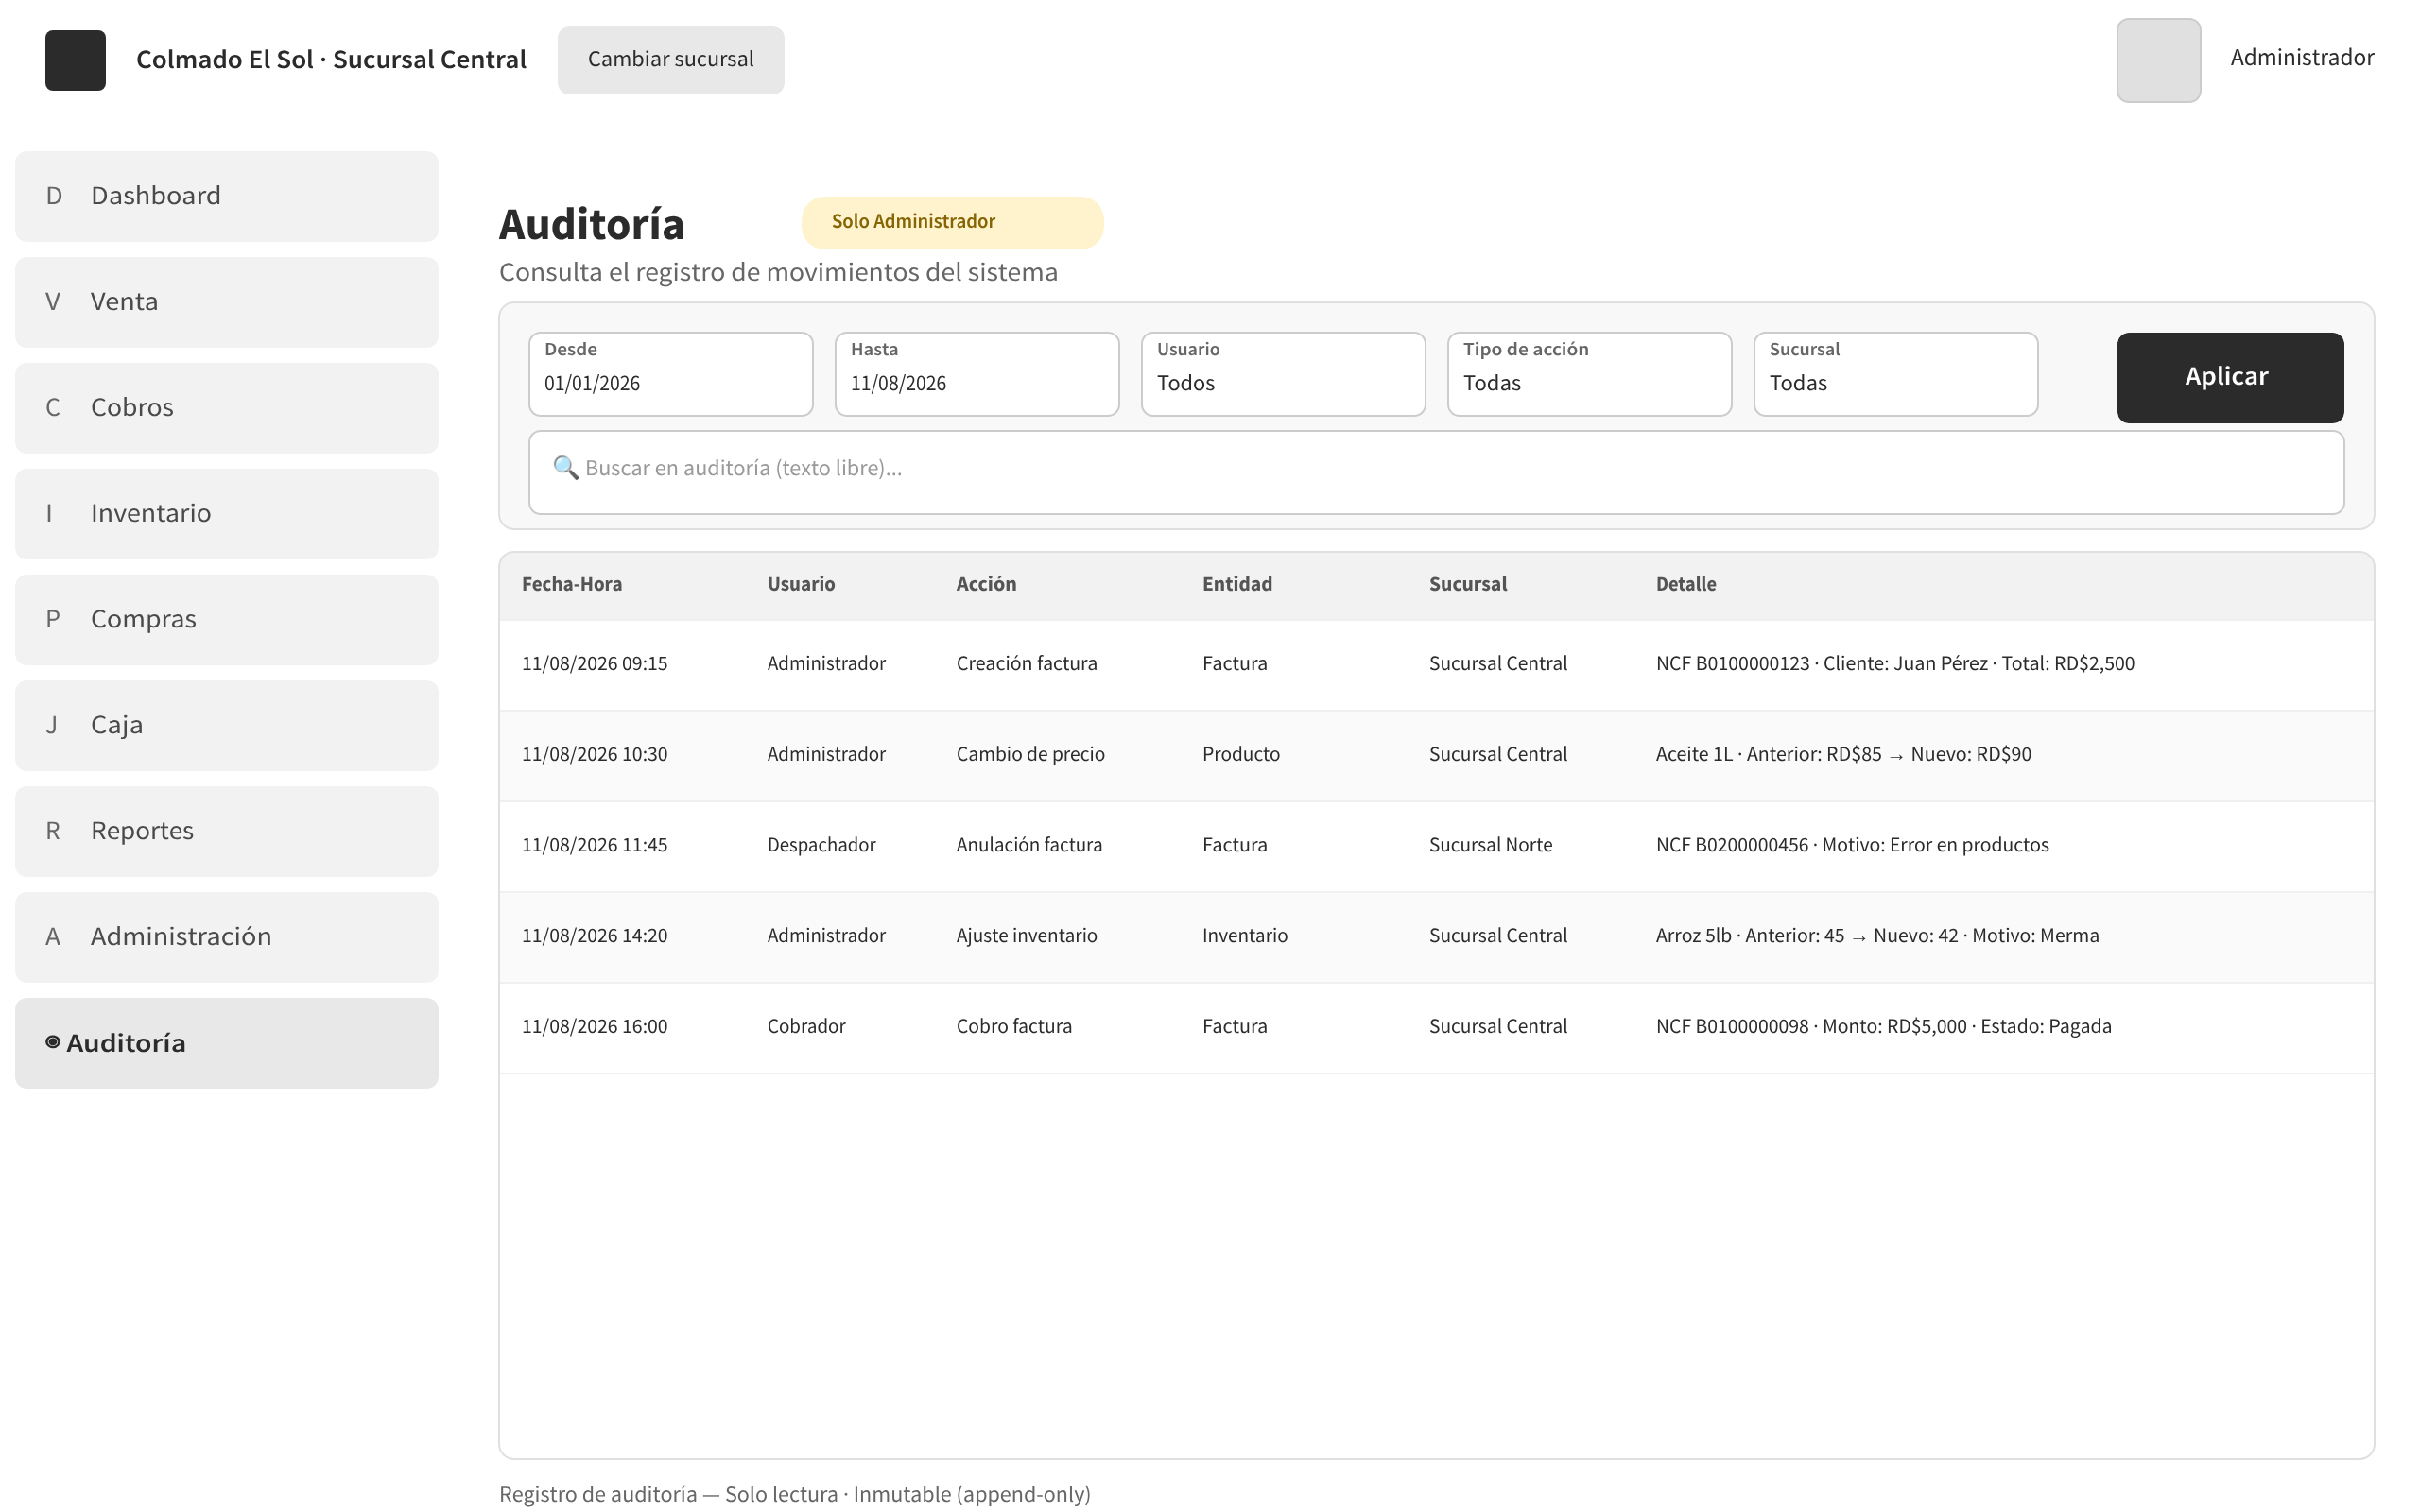 Colmado El Sol · Sucursal Central
Cambiar sucursal
Administrador
D Dashboard
V Venta
C Cobros
I Inventario
P Compras
J Caja
R Reportes
A Administración
◉ Auditoría
Auditoría
Solo Administrador
Consulta el registro de movimientos del sistema
Desde
01/01/2026
Hasta
11/08/2026
Usuario
Todos
Tipo de acción
Todas
Sucursal
Todas
Aplicar
🔍 Buscar en auditoría (texto libre)...
Fecha-Hora Usuario Acción Entidad Sucursal Detalle
11/08/2026 09:15 Administrador Creación factura Factura Sucursal Central NCF B0100000123 · Cliente: Juan Pérez · Total: RD$2,500
11/08/2026 10:30 Administrador Cambio de precio Producto Sucursal Central Aceite 1L · Anterior: RD$85 → Nuevo: RD$90
11/08/2026 11:45 Despachador Anulación factura Factura Sucursal Norte NCF B0200000456 · Motivo: Error en productos
11/08/2026 14:20 Administrador Ajuste inventario Inventario Sucursal Central Arroz 5lb · Anterior: 45 → Nuevo: 42 · Motivo: Merma
11/08/2026 16:00 Cobrador Cobro factura Factura Sucursal Central NCF B0100000098 · Monto: RD$5,000 · Estado: Pagada
Registro de auditoría — Solo lectura · Inmutable (append-only)